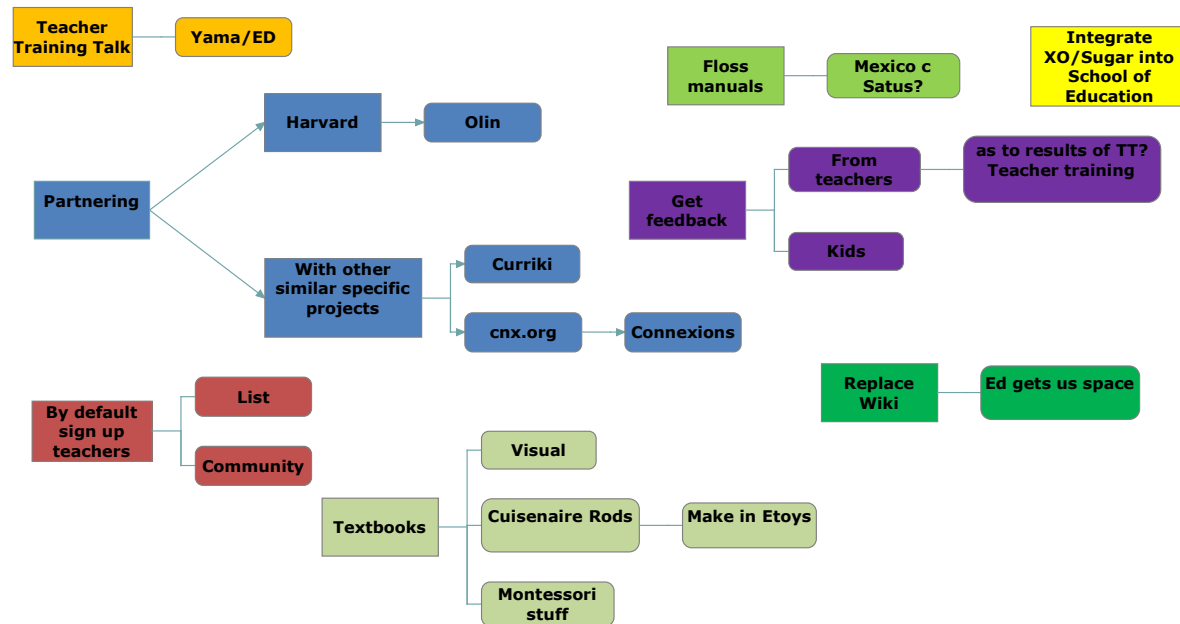 Teacher
Training Talk
Yama/ED
Floss
manuals
Mexico c
Satus?
Integrate
XO/Sugar into
School of
Education
Harvard
Olin
Partnering
With other
similar specific
projects
Curriki
cnx.org
Connexions
Get
feedback
From
teachers
as to results of TT?
Teacher training
Kids
By default
sign up
teachers
List
Community
Replace
Wiki
Ed gets us space
Textbooks
Visual
Cuisenaire Rods
Make in Etoys
Montessori
stuff